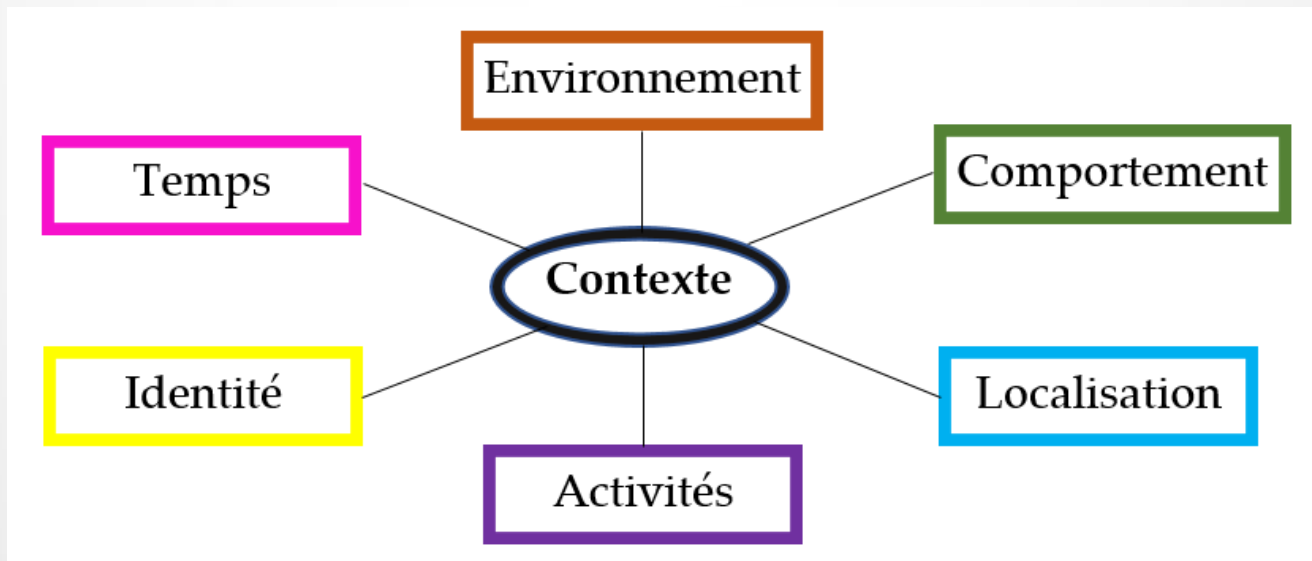 Environnement
Temps
Comportement
Contexte
Identité
Localisation
Activités